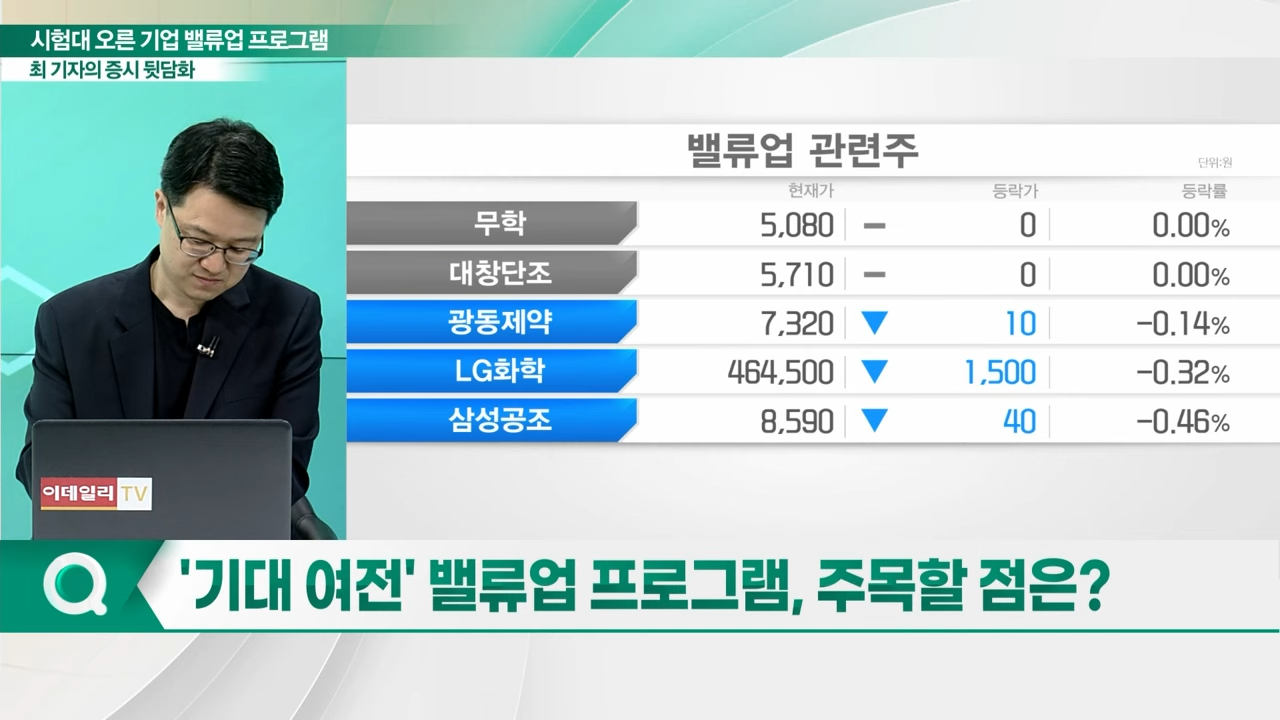 시험대 오른 기업 밸류업 프로그램
최 기자의 증시 뒷담화
밸류업 관련주
단위:원
현재가 등락가 등락률
무학 5,080 – 0 0.00%
대창단조 5,710 – 0 0.00%
광동제약 7,320 ▼ 10 -0.14%
LG화학 464,500 ▼ 1,500 -0.32%
삼성공조 8,590 ▼ 40 -0.46%
이데일리 TV
'기대 여전' 밸류업 프로그램, 주목할 점은?